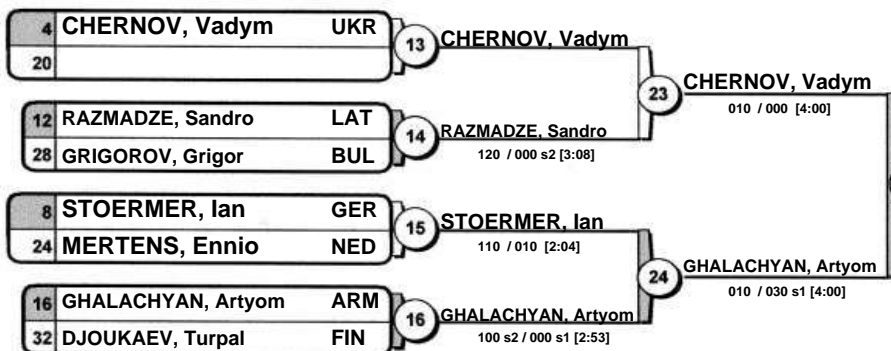 4 CHERNOV, Vadym UKR
20
13
CHERNOV, Vadym
12 RAZMADZE, Sandro LAT
28 GRIGOROV, Grigor BUL
14
RAZMADZE, Sandro
120 / 000 s2 [3:08]
23
CHERNOV, Vadym
010 / 000 [4:00]
8 STOERMER, Ian GER
24 MERTENS, Ennio NED
15
STOERMER, Ian
110 / 010 [2:04]
16 GHALACHYAN, Artyom ARM
32 DJOUKAEV, Turpal FIN
16
GHALACHYAN, Artyom
100 s2 / 000 s1 [2:53]
24
GHALACHYAN, Artyom
010 / 030 s1 [4:00]